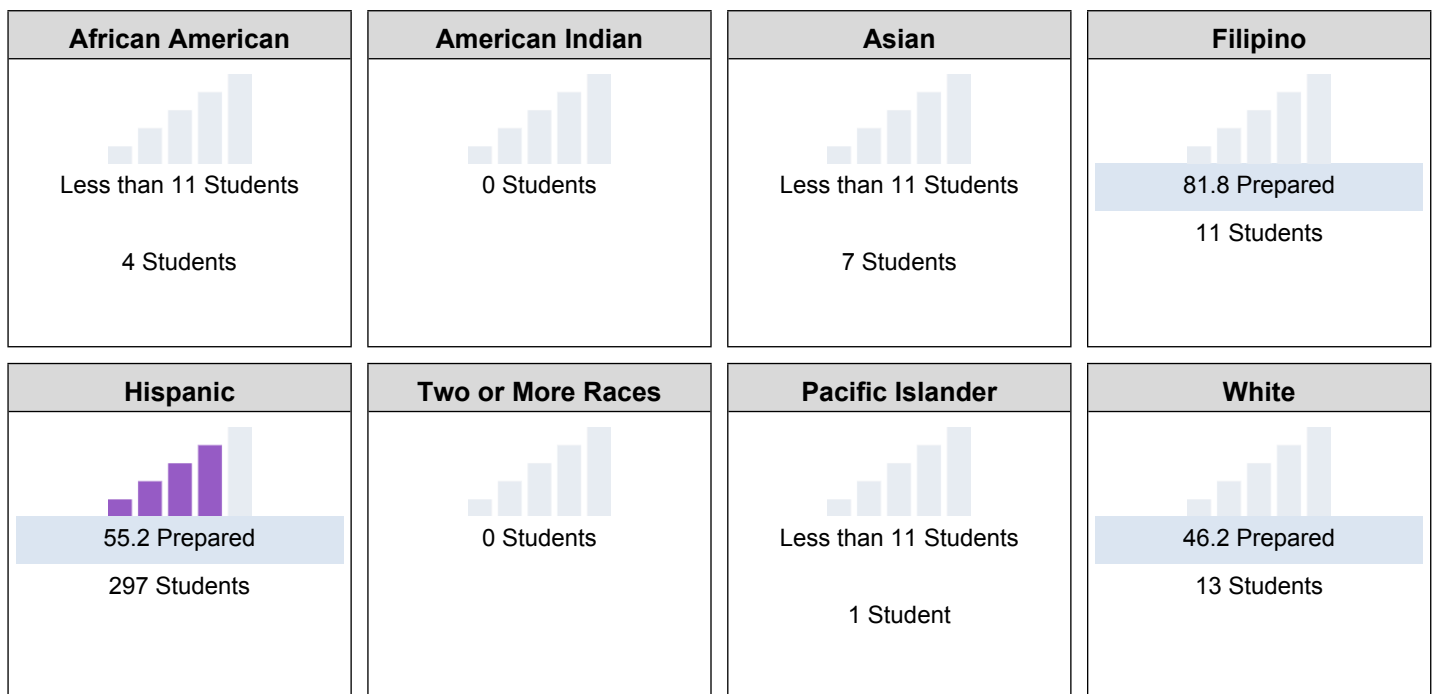 African American
Less than 11 Students
4 Students
American Indian
0 Students
Asian
Less than 11 Students
7 Students
Filipino
81.8 Prepared
11 Students
Hispanic
55.2 Prepared
297 Students
Two or More Races
0 Students
Pacific Islander
Less than 11 Students
1 Student
White
46.2 Prepared
13 Students